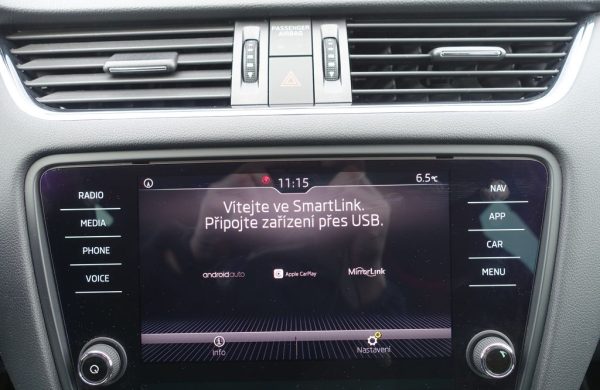 PASSENGER
AIRBAG
11:15
6.5°C
RADIO
MEDIA
PHONE
VOICE
Vítejte ve SmartLink.
Připojte zařízení přes USB.
androidauto
Apple CarPlay
MirrorLink
Info
Nastavení
NAV
APP
CAR
MENU